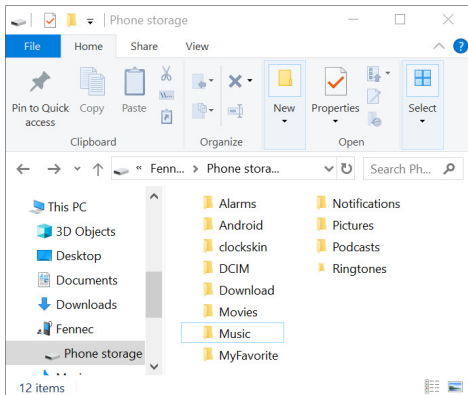 Phone storage
File Home Share View
Pin to Quick access
Copy
Paste
New
Properties
Select
Clipboard Organize Open
« Fenn... > Phone stora...
Search Ph...
This PC
3D Objects
Desktop
Documents
Downloads
Fennec
Phone storage
Alarms
Android
clockskin
DCIM
Download
Movies
Music
MyFavorite
Notifications
Pictures
Podcasts
Ringtones
12 items